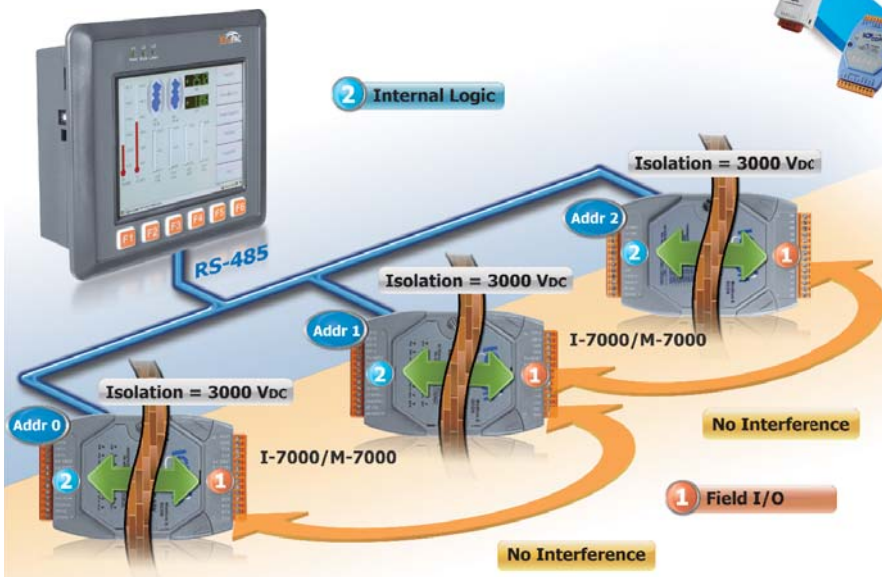 2 Internal Logic
Isolation = 3000 VDC
Addr 2
2
1
RS-485
F1 F2 F3 F4 F5 F6
Isolation = 3000 VDC
Addr 1
2
1
I-7000/M-7000
Isolation = 3000 VDC
Addr 0
2
1
I-7000/M-7000
No Interference
1 Field I/O
No Interference